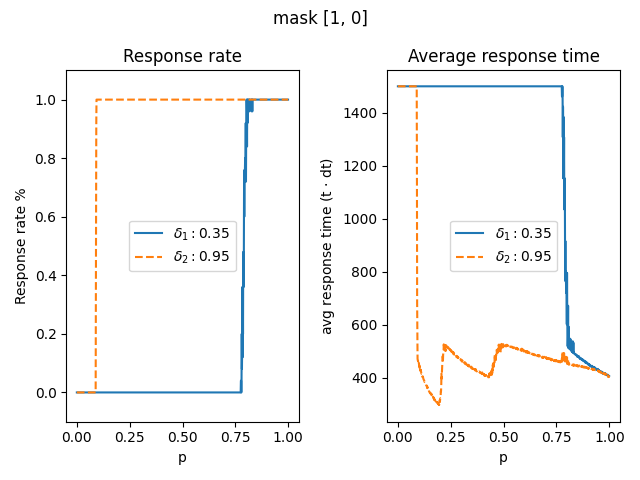 mask [1, 0]
Response rate
Response rate %
1.0
0.8
0.6
0.4
0.2
0.0
δ₁ : 0.35
δ₂ : 0.95
0.00 0.25 0.50 0.75 1.00
p
Average response time
avg response time (t · dt)
1400
1200
1000
800
600
400
δ₁ : 0.35
δ₂ : 0.95
0.00 0.25 0.50 0.75 1.00
p